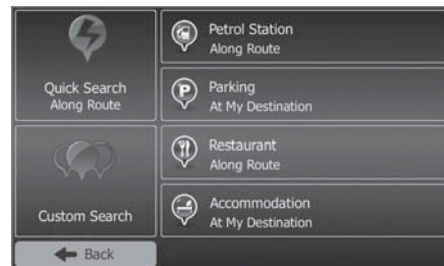 Quick Search
Along Route
Custom Search
Back
Petrol Station
Along Route
P
Parking
At My Destination
Restaurant
Along Route
Accommodation
At My Destination